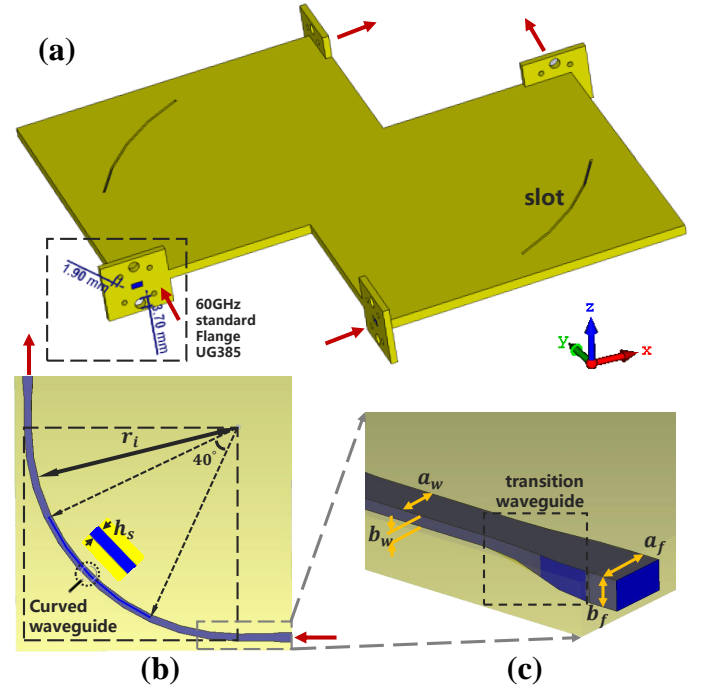 (a)
slot
1.90 mm
3.70 mm
60GHz
standard
Flange
UG385
z
y
x
r_i
40°
h_s
Curved
waveguide
(b)
transition
waveguide
a_w
b_w
a_f
b_f
(c)